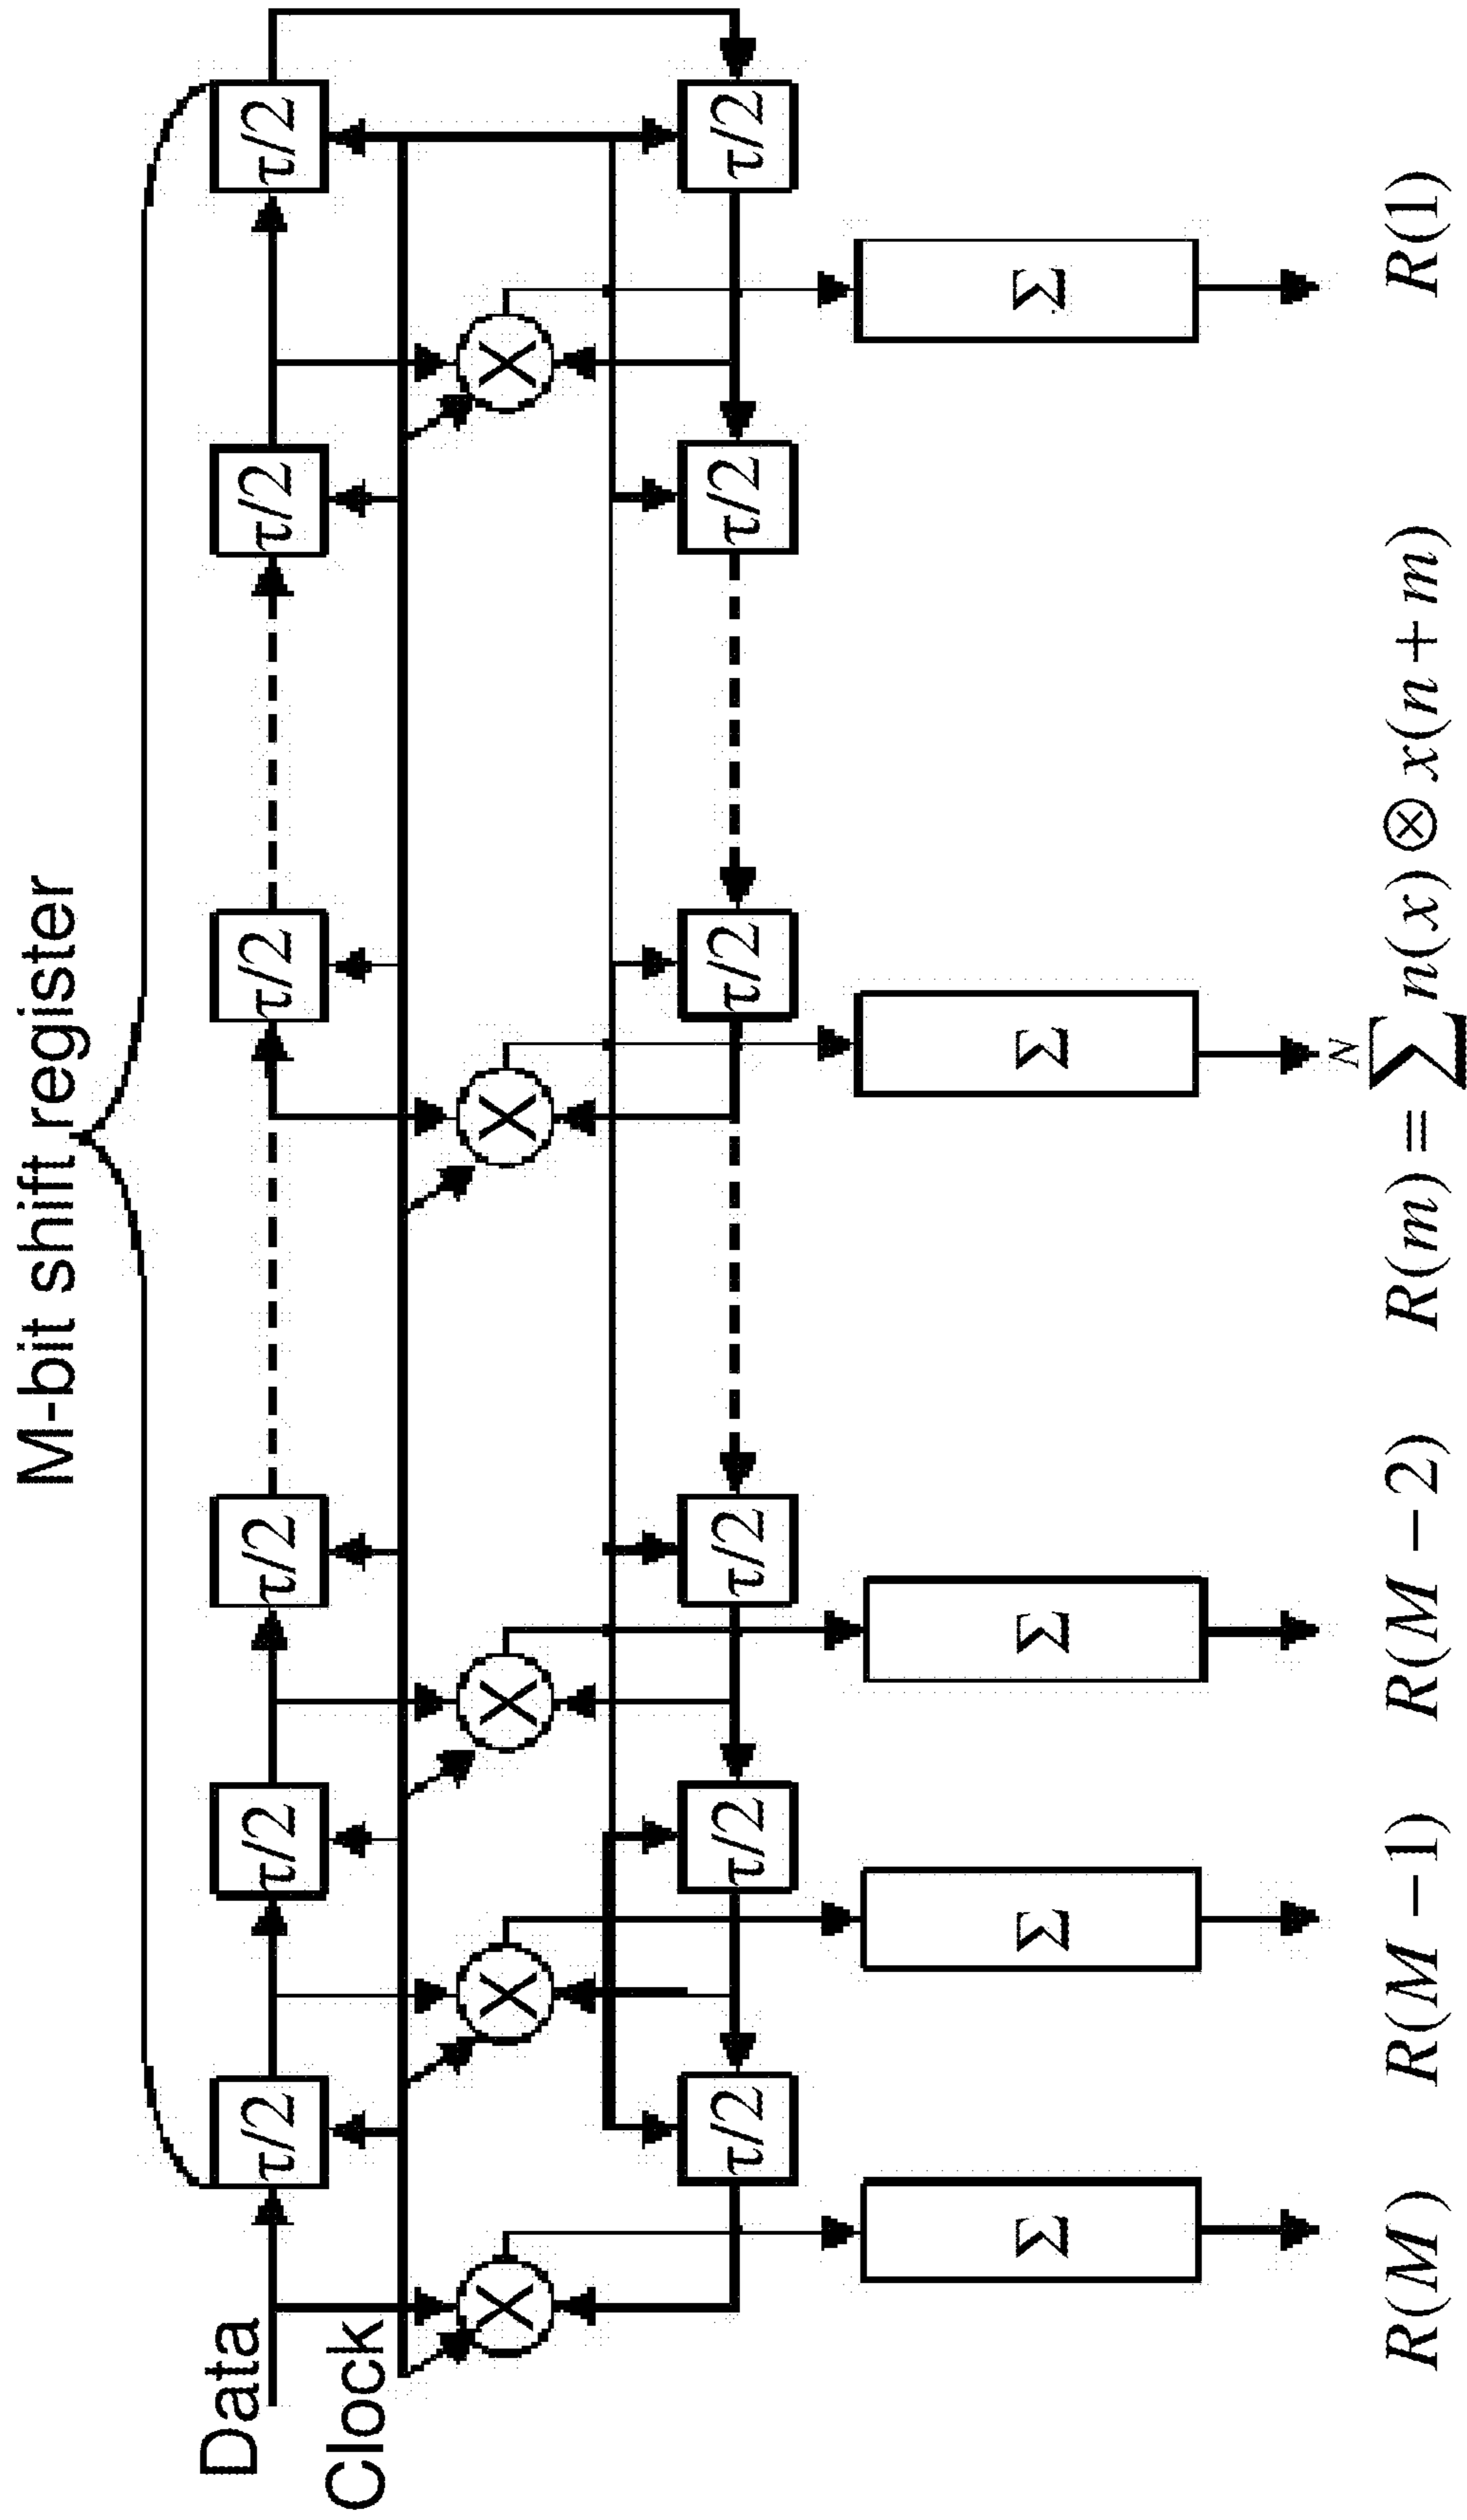 M-bit shift register
Data
τ/2 τ/2 τ/2 τ/2 τ/2 τ/2
Clock
X X X X X
τ/2 τ/2 τ/2 τ/2 τ/2 τ/2
Σ Σ Σ Σ Σ
R(M) R(M − 1) R(M − 2) R(m) = ∑^N n(x) ⊗ x(n + m) R(1)